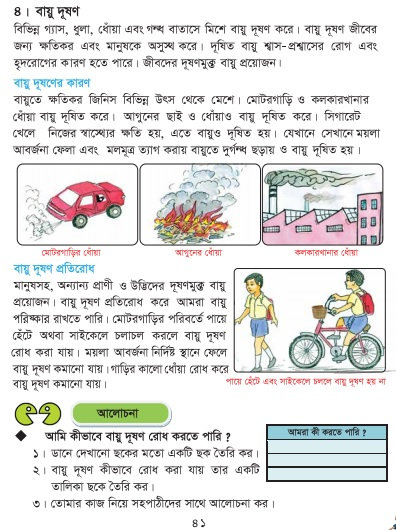 ৪। বায়ু দূষণ
বিভিন্ন গ্যাস, ধুলা, ধোঁয়া এবং গন্ধ বাতাসে মিশে বায়ু দূষণ করে। বায়ু দূষণ জীবের
জন্য ক্ষতিকর এবং মানুষকে অসুস্থ করে। দূষিত বায়ু শ্বাস-প্রশ্বাসের রোগ এবং
হৃদরোগের কারণ হতে পারে। জীবদের দূষণমুক্ত বায়ু প্রয়োজন।
বায়ু দূষণের কারণ
বায়ুতে ক্ষতিকর জিনিস বিভিন্ন উৎস থেকে মেশে। মোটরগাড়ি ও কলকারখানার
ধোঁয়া বায়ু দূষিত করে। আগুনের ছাই ও ধোঁয়াও বায়ু দূষিত করে। সিগারেট
খেলে নিজের স্বাস্থ্যের ক্ষতি হয়, এতে বায়ুও দূষিত হয়। যেখানে সেখানে ময়লা
আবর্জনা ফেলা এবং মলমূত্র ত্যাগ করায় বায়ুতে দুর্গন্ধ ছড়ায় ও বায়ু দূষিত হয়।
মোটরগাড়ির ধোঁয়া
আগুনের ধোঁয়া
কলকারখানার ধোঁয়া
বায়ু দূষণ প্রতিরোধ
মানুষসহ, অন্যান্য প্রাণী ও উদ্ভিদের দূষণমুক্ত বায়ু
প্রয়োজন। বায়ু দূষণ প্রতিরোধ করে আমরা বায়ু
পরিষ্কার রাখতে পারি। মোটরগাড়ির পরিবর্তে পায়ে
হেঁটে অথবা সাইকেলে চলাচল করলে বায়ু দূষণ
রোধ করা যায়। ময়লা আবর্জনা নির্দিষ্ট স্থানে ফেলে
বায়ু দূষণ কমানো যায়। গাড়ির কালো ধোঁয়া রোধ করে
বায়ু দূষণ কমানো যায়।
পায়ে হেঁটে এবং সাইকেলে চললে বায়ু দূষণ হয় না
আলোচনা
◆ আমি কীভাবে বায়ু দূষণ রোধ করতে পারি ?
১। ডানে দেখানো ছকের মতো একটি ছক তৈরি কর।
২। বায়ু দূষণ কীভাবে রোধ করা যায় তার একটি
তালিকা ছকে তৈরি কর।
৩। তোমার কাজ নিয়ে সহপাঠীদের সাথে আলোচনা কর।
আমরা কী করতে পারি ?
৪১